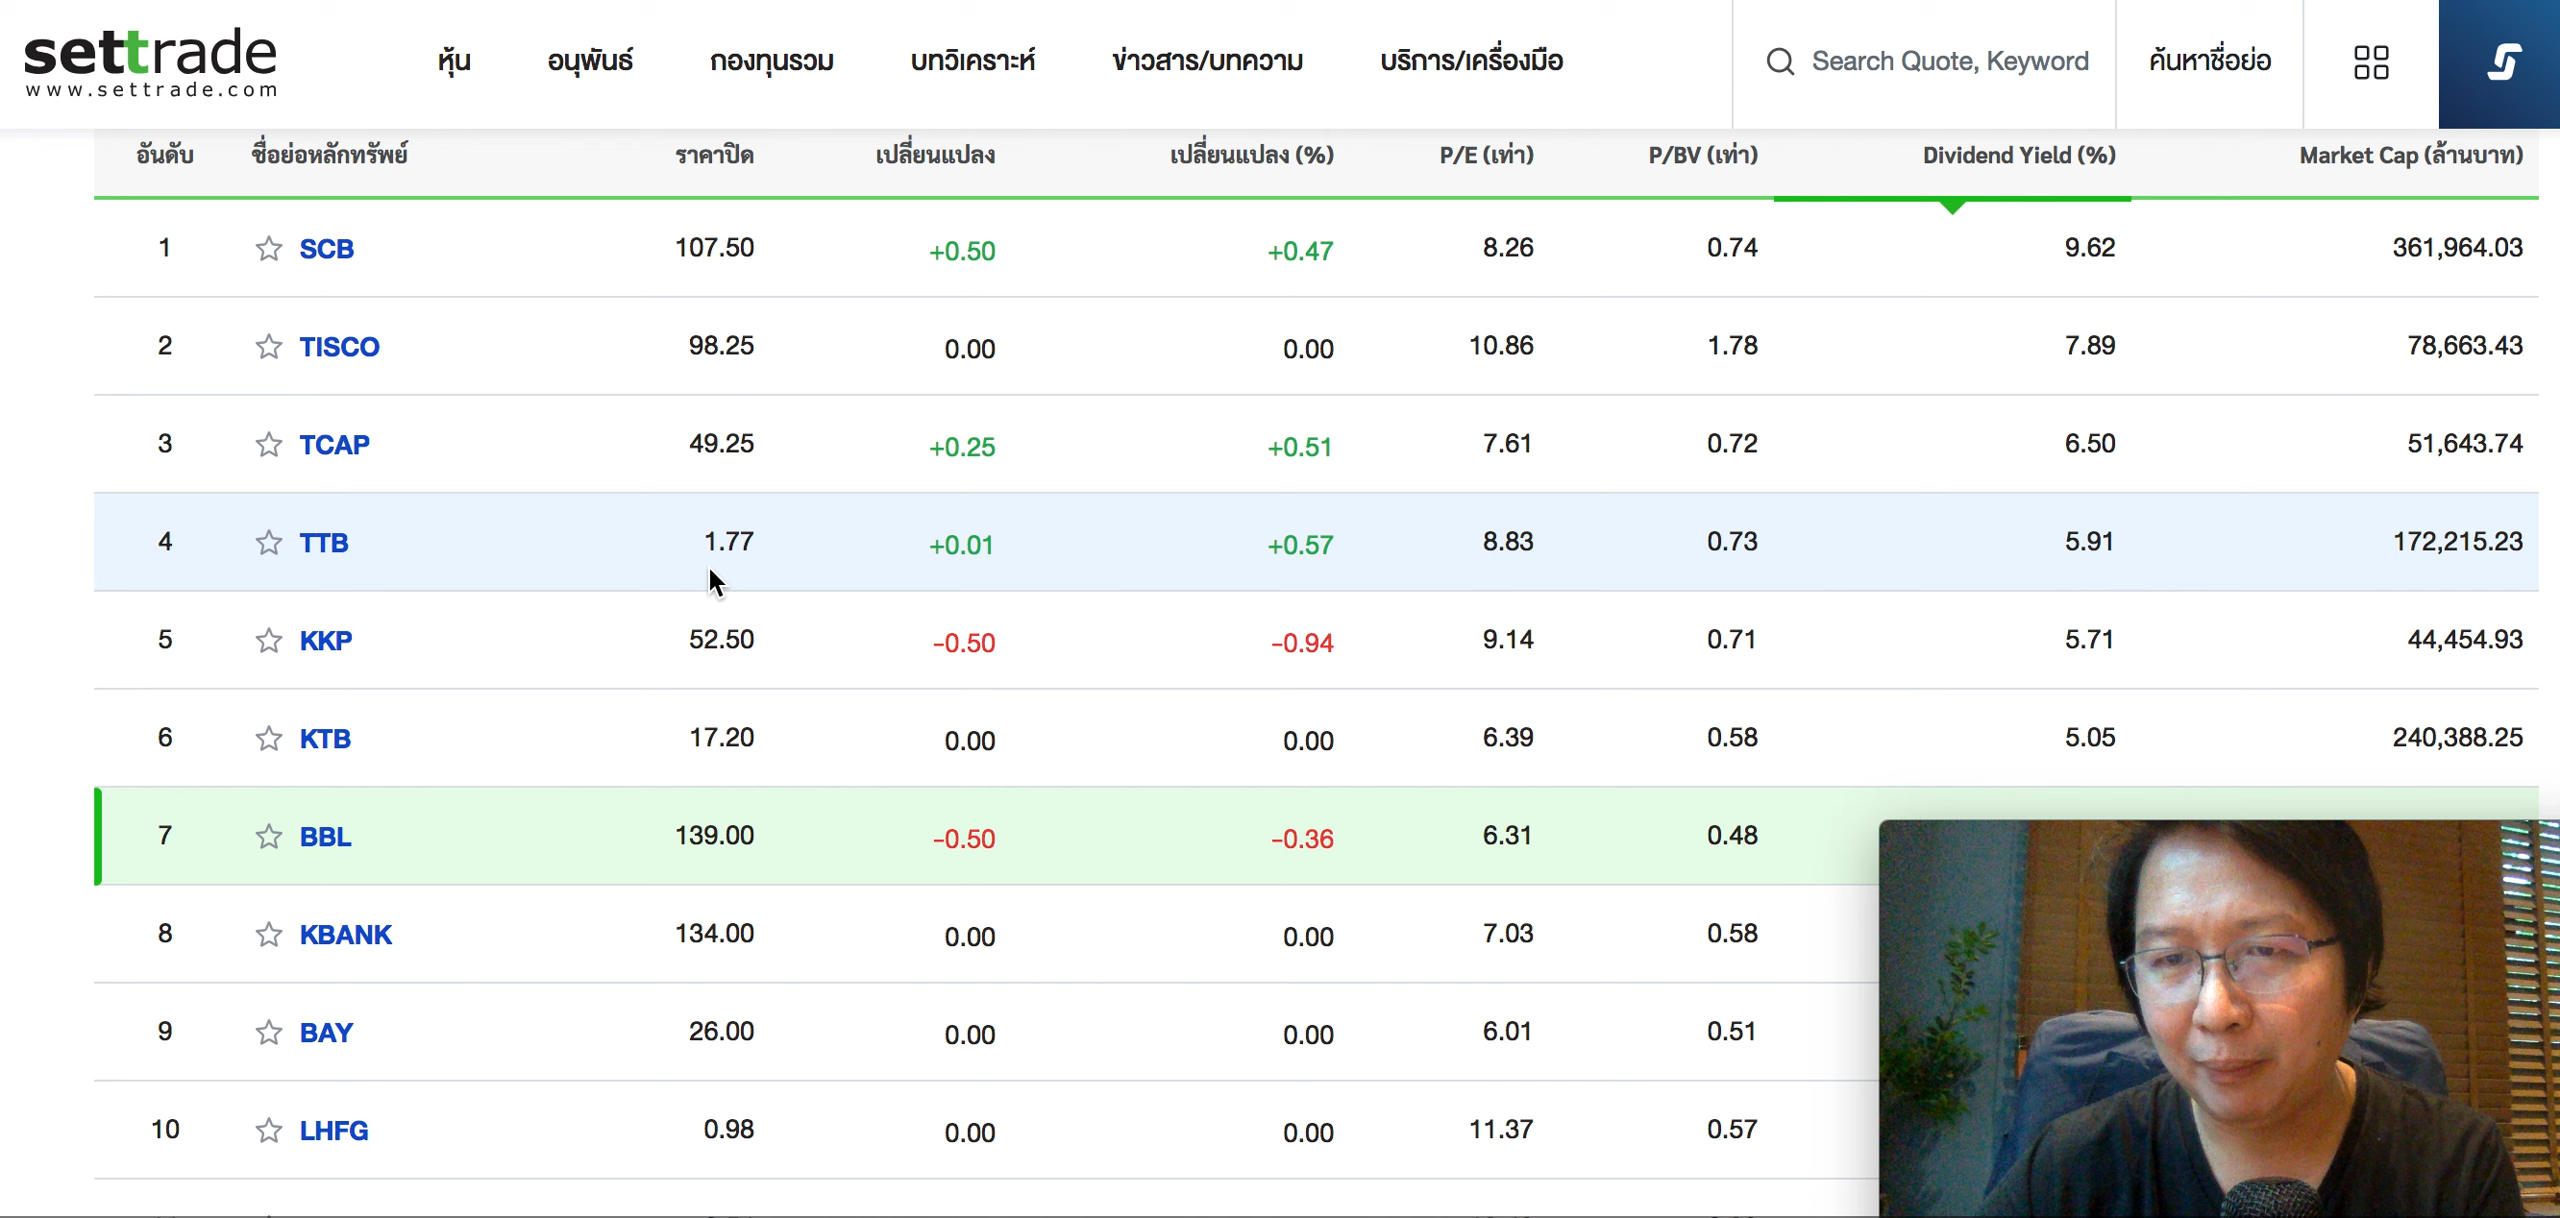 settrade
www.settrade.com
หุ้น อนุพันธ์ กองทุนรวม บทวิเคราะห์ ข่าวสาร/บทความ บริการ/เครื่องมือ Search Quote, Keyword ค้นหาชื่อย่อ
อันดับ ชื่อย่อหลักทรัพย์ ราคาปิด เปลี่ยนแปลง เปลี่ยนแปลง (%) P/E (เท่า) P/BV (เท่า) Dividend Yield (%) Market Cap (ล้านบาท)
1 SCB 107.50 +0.50 +0.47 8.26 0.74 9.62 361,964.03
2 TISCO 98.25 0.00 0.00 10.86 1.78 7.89 78,663.43
3 TCAP 49.25 +0.25 +0.51 7.61 0.72 6.50 51,643.74
4 TTB 1.77 +0.01 +0.57 8.83 0.73 5.91 172,215.23
5 KKP 52.50 -0.50 -0.94 9.14 0.71 5.71 44,454.93
6 KTB 17.20 0.00 0.00 6.39 0.58 5.05 240,388.25
7 BBL 139.00 -0.50 -0.36 6.31 0.48
8 KBANK 134.00 0.00 0.00 7.03 0.58
9 BAY 26.00 0.00 0.00 6.01 0.51
10 LHFG 0.98 0.00 0.00 11.37 0.57